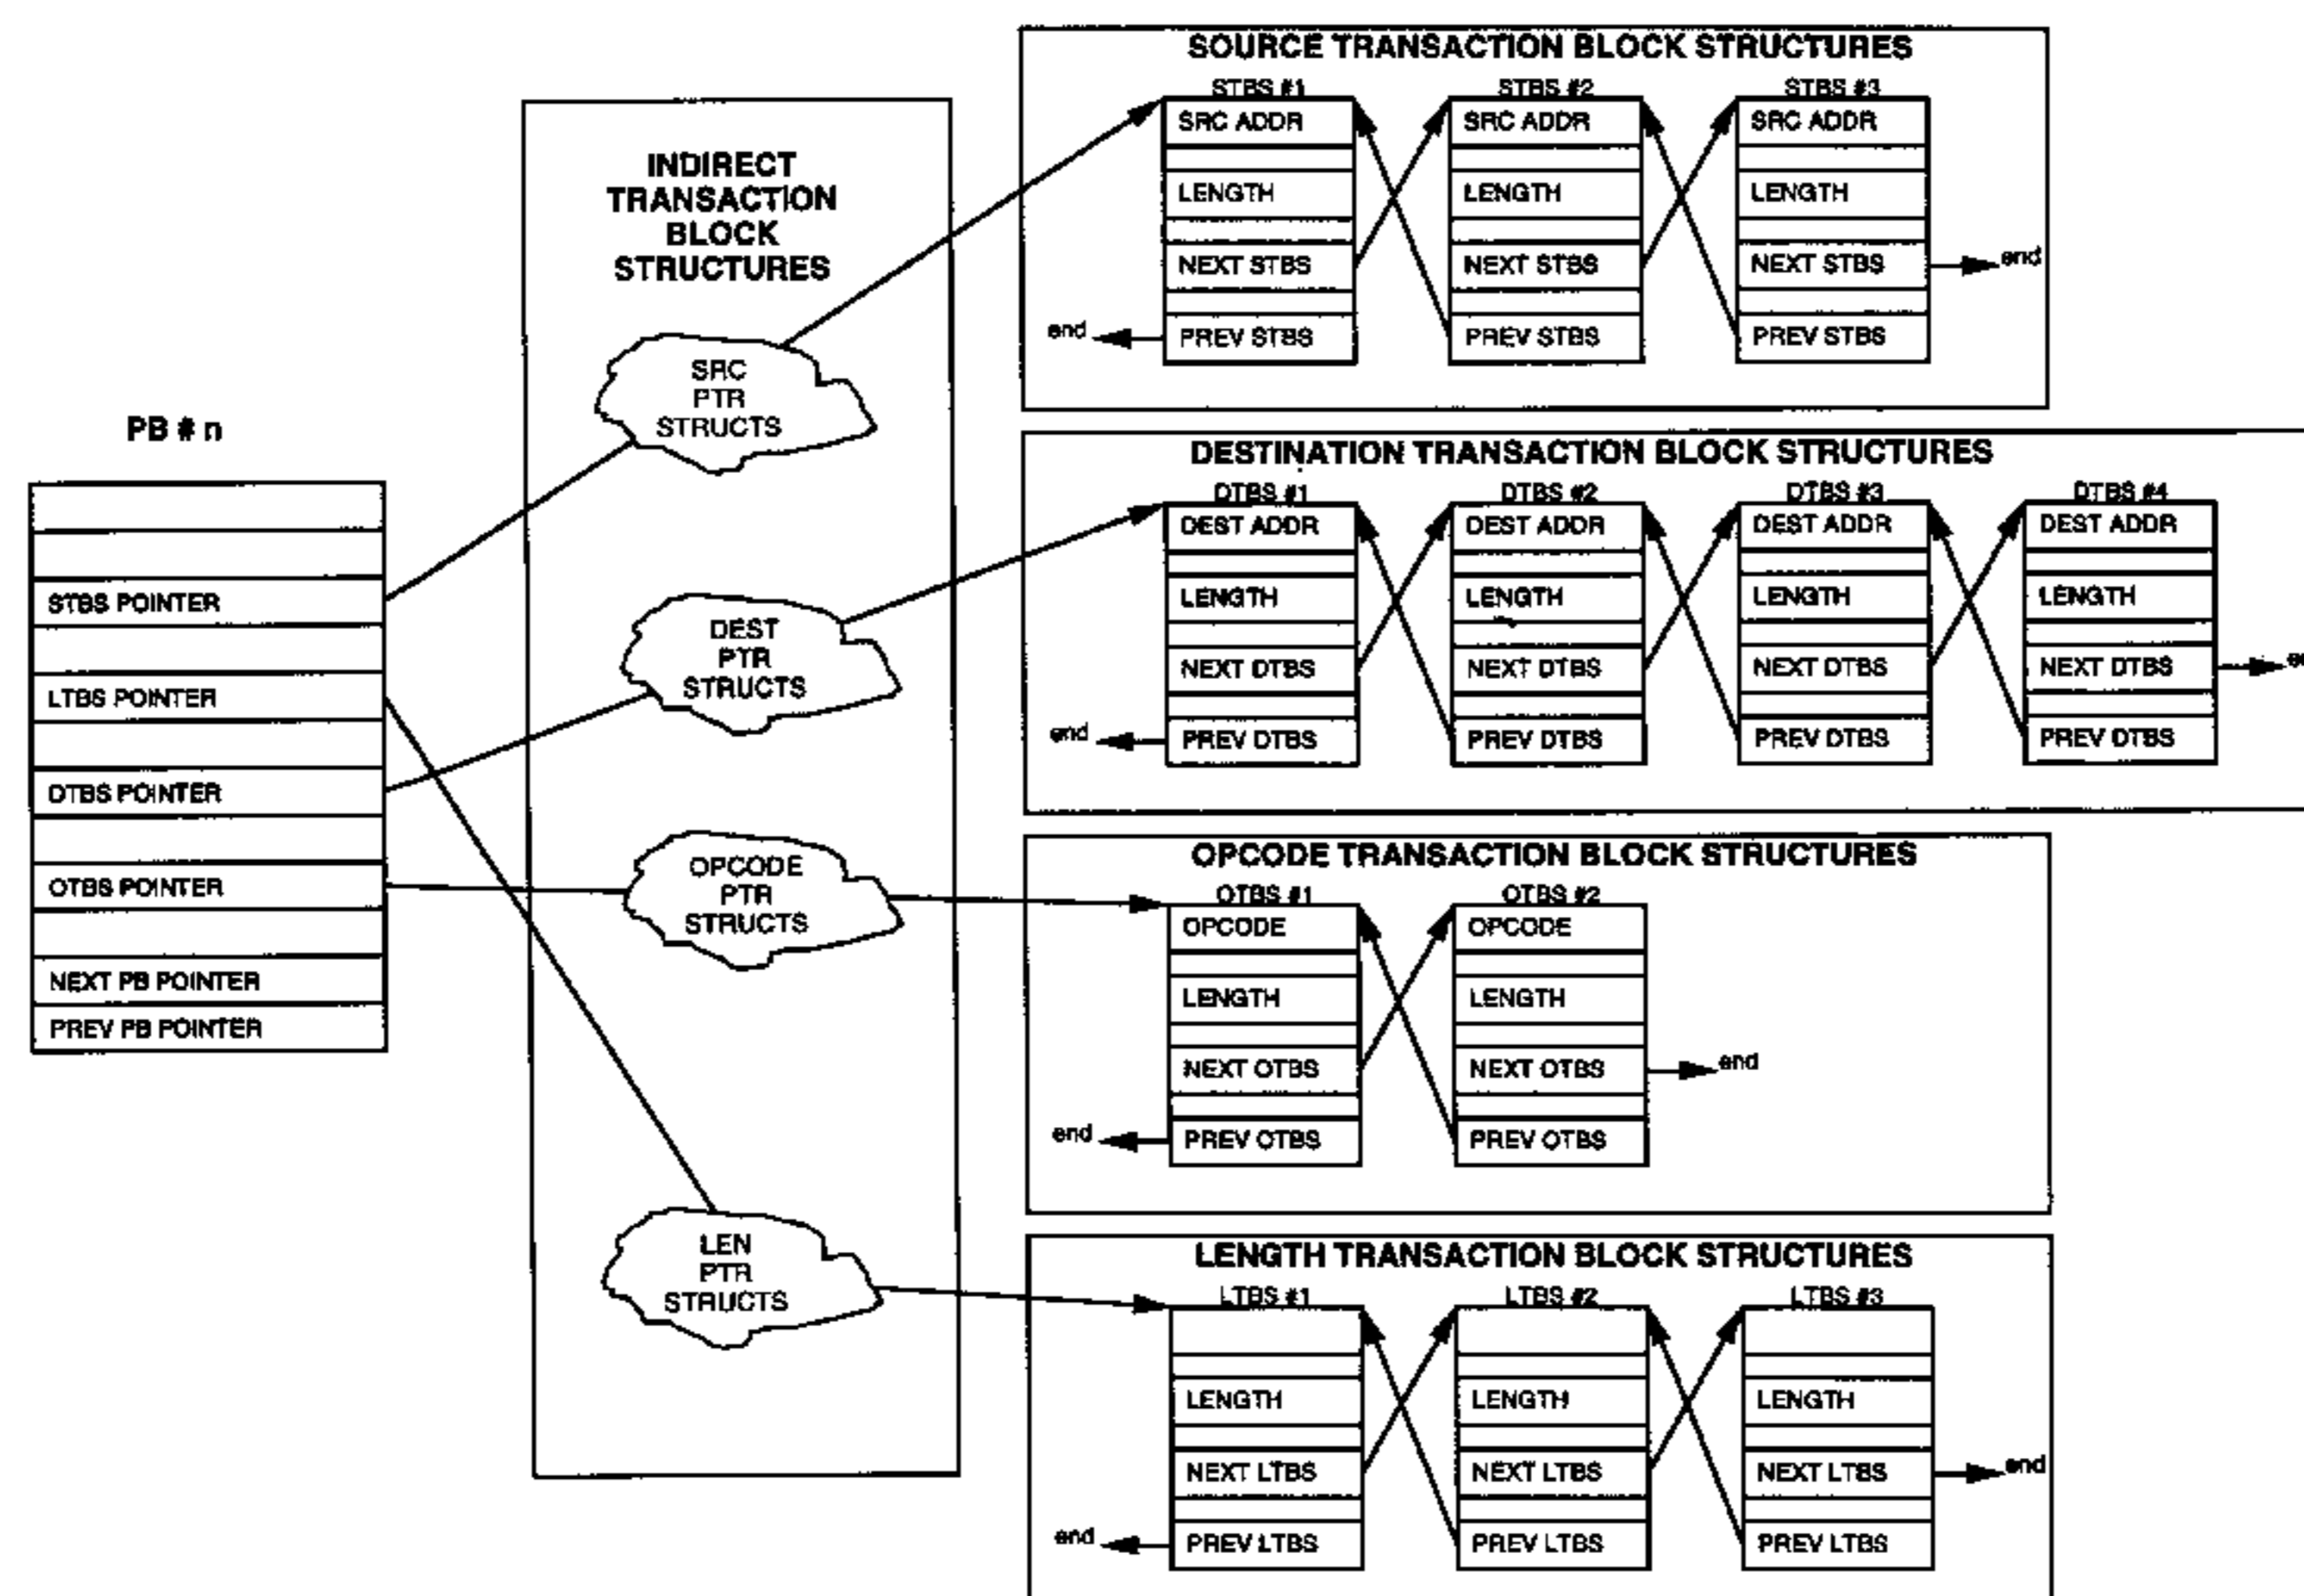 PB # n
STBS POINTER
LTBS POINTER
DTBS POINTER
OTBS POINTER
NEXT PB POINTER
PREV PB POINTER
INDIRECT
TRANSACTION
BLOCK
STRUCTURES
SRC
PTR
STRUCTS
DEST
PTR
STRUCTS
OPCODE
PTR
STRUCTS
LEN
PTR
STRUCTS
SOURCE TRANSACTION BLOCK STRUCTURES
STBS #1 STBS #2 STBS #3
SRC ADDR SRC ADDR SRC ADDR
LENGTH LENGTH LENGTH
NEXT STBS NEXT STBS NEXT STBS end
end PREV STBS PREV STBS PREV STBS
DESTINATION TRANSACTION BLOCK STRUCTURES
DTBS #1 DTBS #2 DTBS #3 DTBS #4
DEST ADDR DEST ADDR DEST ADDR DEST ADDR
LENGTH LENGTH LENGTH LENGTH
NEXT DTBS NEXT DTBS NEXT DTBS NEXT DTBS
end PREV DTBS PREV DTBS PREV DTBS PREV DTBS
OPCODE TRANSACTION BLOCK STRUCTURES
OTBS #1 OTBS #2
OPCODE OPCODE
LENGTH LENGTH
NEXT OTBS NEXT OTBS end
end PREV OTBS PREV OTBS
LENGTH TRANSACTION BLOCK STRUCTURES
LTBS #1 LTBS #2 LTBS #3
LENGTH LENGTH LENGTH
NEXT LTBS NEXT LTBS NEXT LTBS end
end PREV LTBS PREV LTBS PREV LTBS